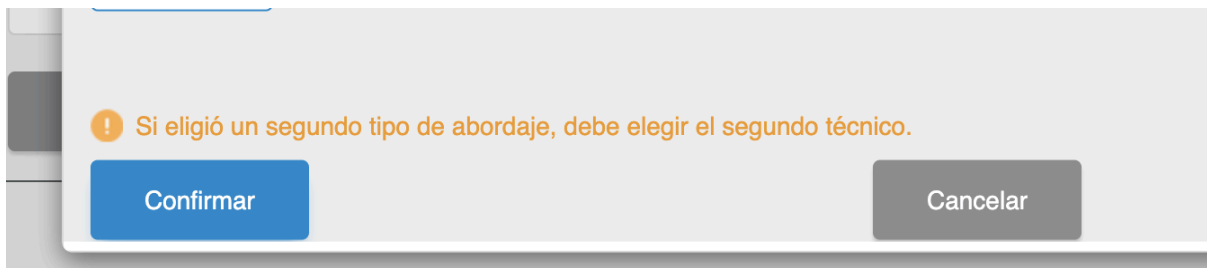 Si eligió un segundo tipo de abordaje, debe elegir el segundo técnico.
Confirmar
Cancelar